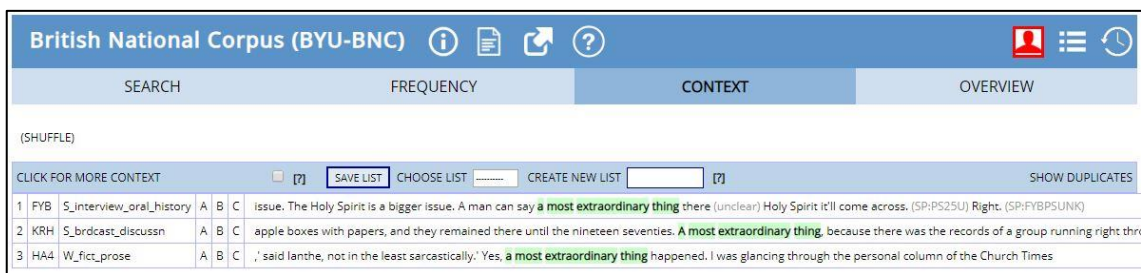 British National Corpus (BYU-BNC)
SEARCH FREQUENCY CONTEXT OVERVIEW
(SHUFFLE)
CLICK FOR MORE CONTEXT [?] SAVE LIST CHOOSE LIST ---------- CREATE NEW LIST [?] SHOW DUPLICATES
1 FYB S_interview_oral_history A B C issue. The Holy Spirit is a bigger issue. A man can say a most extraordinary thing there (unclear) Holy Spirit it'll come across. (SP:PS25U) Right. (SP:FYBPSUNK)
2 KRH S_brdcast_discussn A B C apple boxes with papers, and they remained there until the nineteen seventies. A most extraordinary thing, because there was the records of a group running right thr
3 HA4 W_fict_prose A B C ,' said Ianthe, not in the least sarcastically.' Yes, a most extraordinary thing happened. I was glancing through the personal column of the Church Times